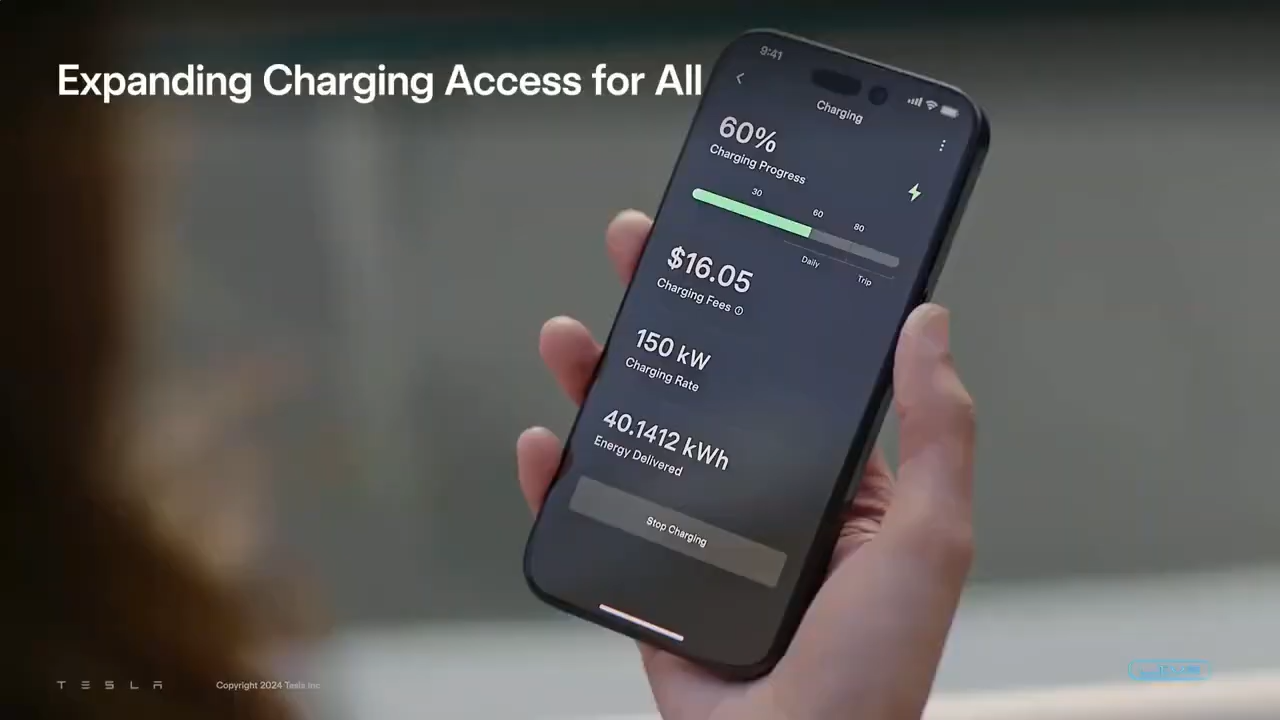 Expanding Charging Access for All
9:41
Charging
60%
Charging Progress
30
60
80
Daily
Trip
$16.05
Charging Fees
150 kW
Charging Rate
40.1412 kWh
Energy Delivered
Stop Charging
TESLA
Copyright 2024 Tesla Inc